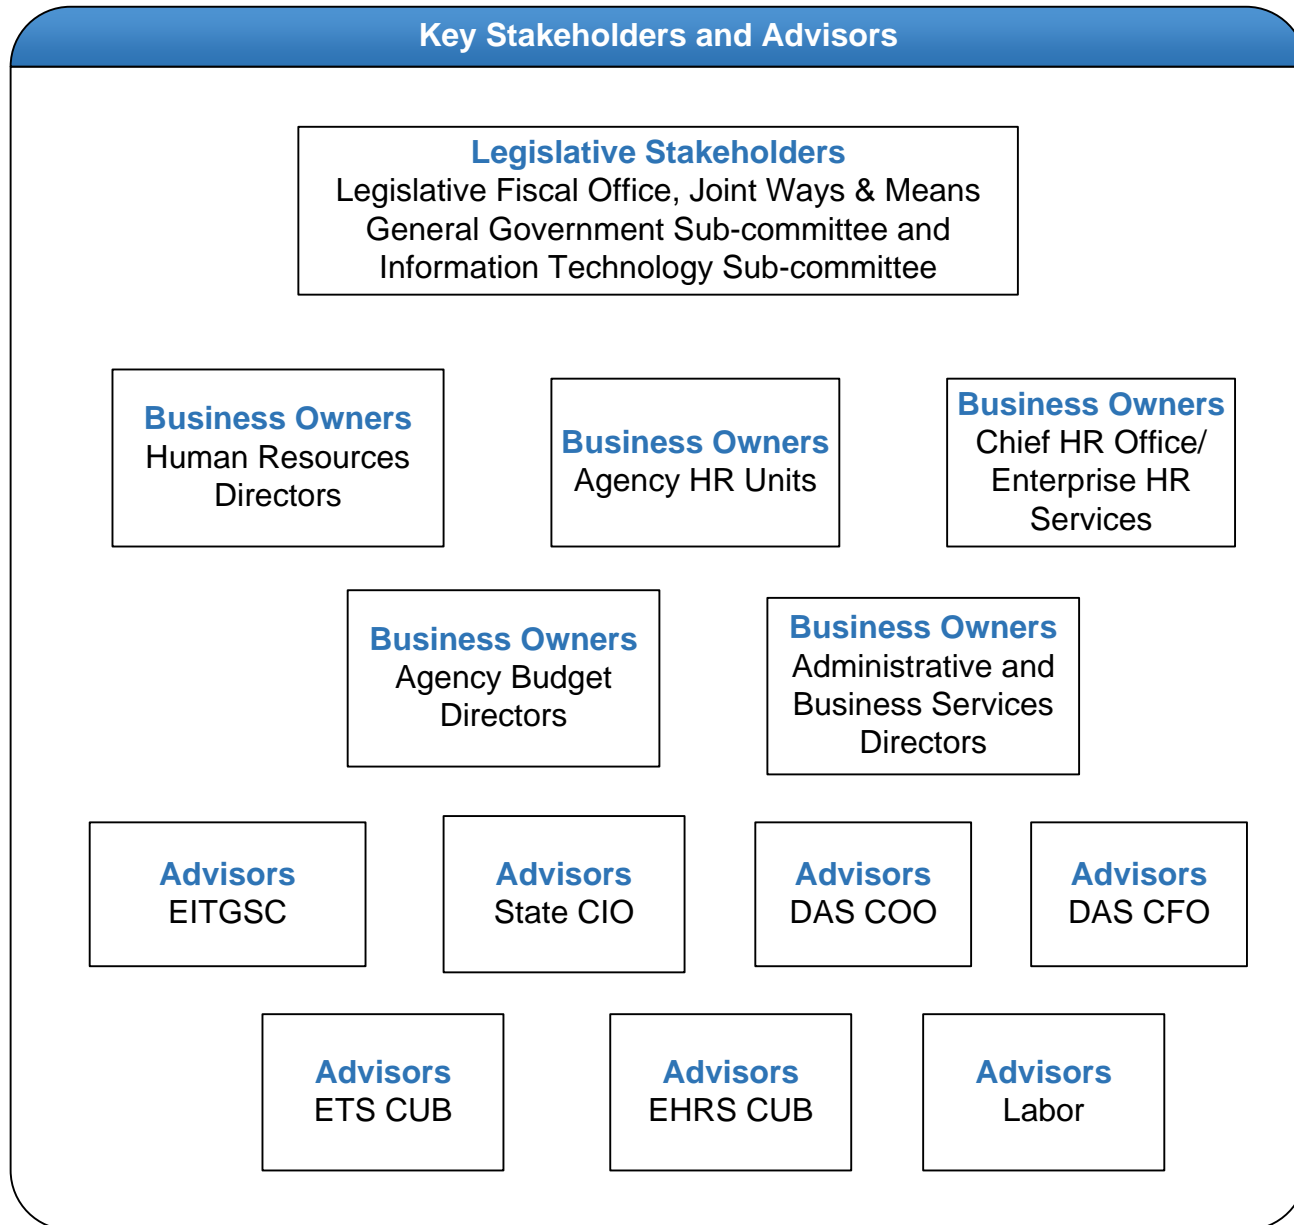 Key Stakeholders and Advisors
Legislative Stakeholders
Legislative Fiscal Office, Joint Ways & Means
General Government Sub-committee and
Information Technology Sub-committee
Business Owners
Human Resources
Directors
Business Owners
Agency HR Units
Business Owners
Chief HR Office/
Enterprise HR
Services
Business Owners
Agency Budget
Directors
Business Owners
Administrative and
Business Services
Directors
Advisors
EITGSC
Advisors
State CIO
Advisors
DAS COO
Advisors
DAS CFO
Advisors
ETS CUB
Advisors
EHRS CUB
Advisors
Labor